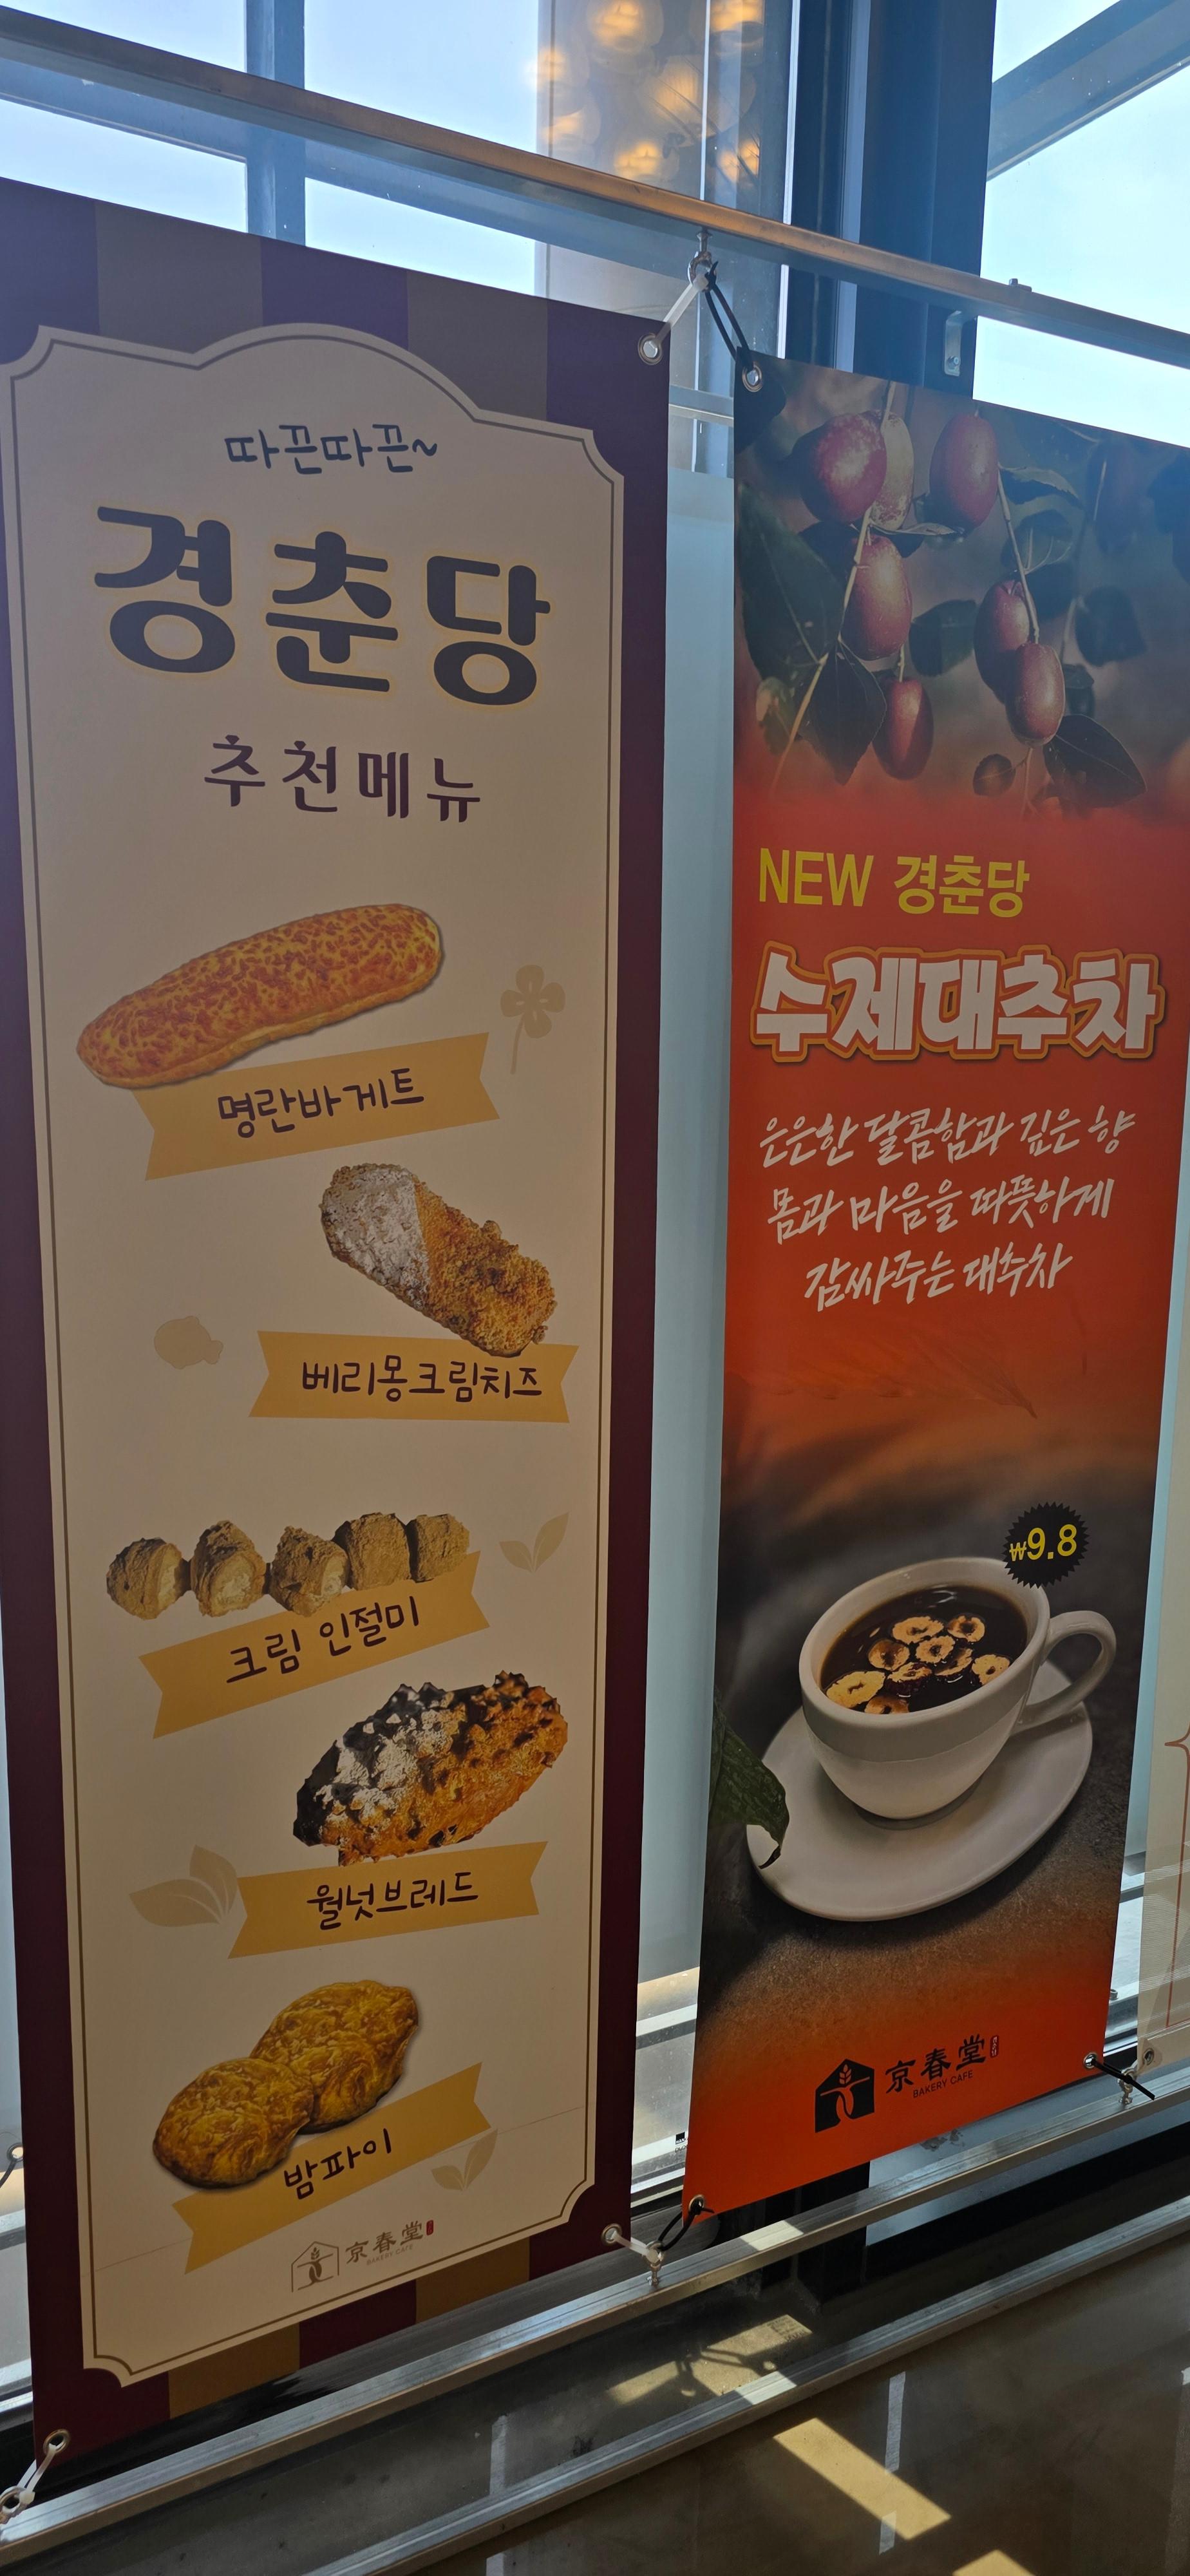 따끈따끈~
경춘당
추천메뉴
명란바게트
베리몽크림치즈
크림 인절미
월넛브레드
밤파이
京春堂
BAKERY CAFE
NEW 경춘당
수제대추차
은은한 달콤함과 깊은 향
몸과 마음을 따뜻하게
감싸주는 대추차
₩9.8
京春堂
BAKERY CAFE